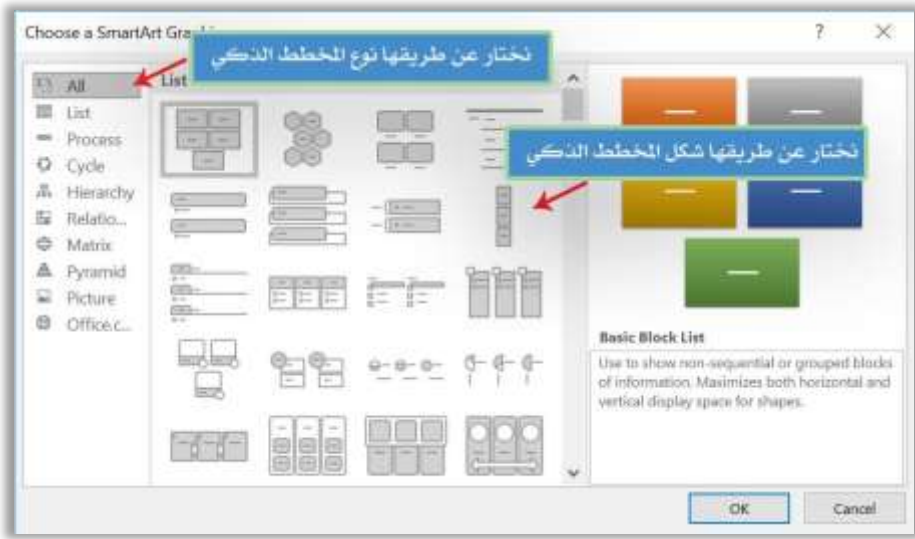 Choose a SmartArt Gra
نختار عن طريقها نوع المخطط الذكي
All
List
Process
Cycle
Hierarchy
Relatio...
Matrix
Pyramid
Picture
Office.c...
List
نختار عن طريقها شكل المخطط الذكي
Basic Block List
Use to show non-sequential or grouped blocks
of information. Maximizes both horizontal and
vertical display space for shapes.
OK
Cancel